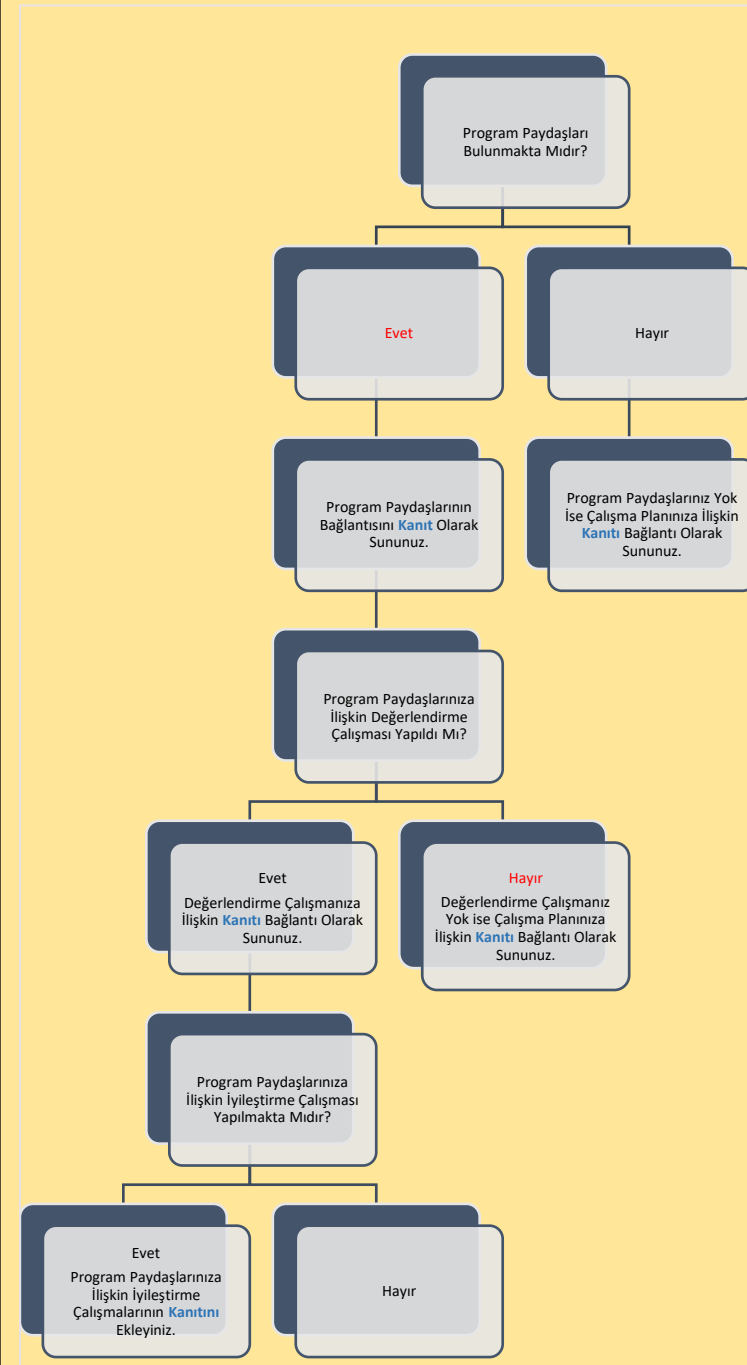 Program Paydaşları
Bulunmakta Mıdır?
Evet
Hayır
Program Paydaşlarının
Bağlantısını Kanıt Olarak
Sununuz.
Program Paydaşlarınız Yok
İse Çalışma Planınıza İlişkin
Kanıtı Bağlantı Olarak
Sununuz.
Program Paydaşlarınıza
İlişkin Değerlendirme
Çalışması Yapıldı Mı?
Evet
Değerlendirme Çalışmanıza
İlişkin Kanıtı Bağlantı Olarak
Sununuz.
Hayır
Değerlendirme Çalışmanız
Yok ise Çalışma Planınıza
İlişkin Kanıtı Bağlantı Olarak
Sununuz.
Program Paydaşlarınıza
İlişkin İyileştirme Çalışması
Yapılmakta Mıdır?
Evet
Program Paydaşlarınıza
İlişkin İyileştirme
Çalışmalarının Kanıtını
Ekleyiniz.
Hayır